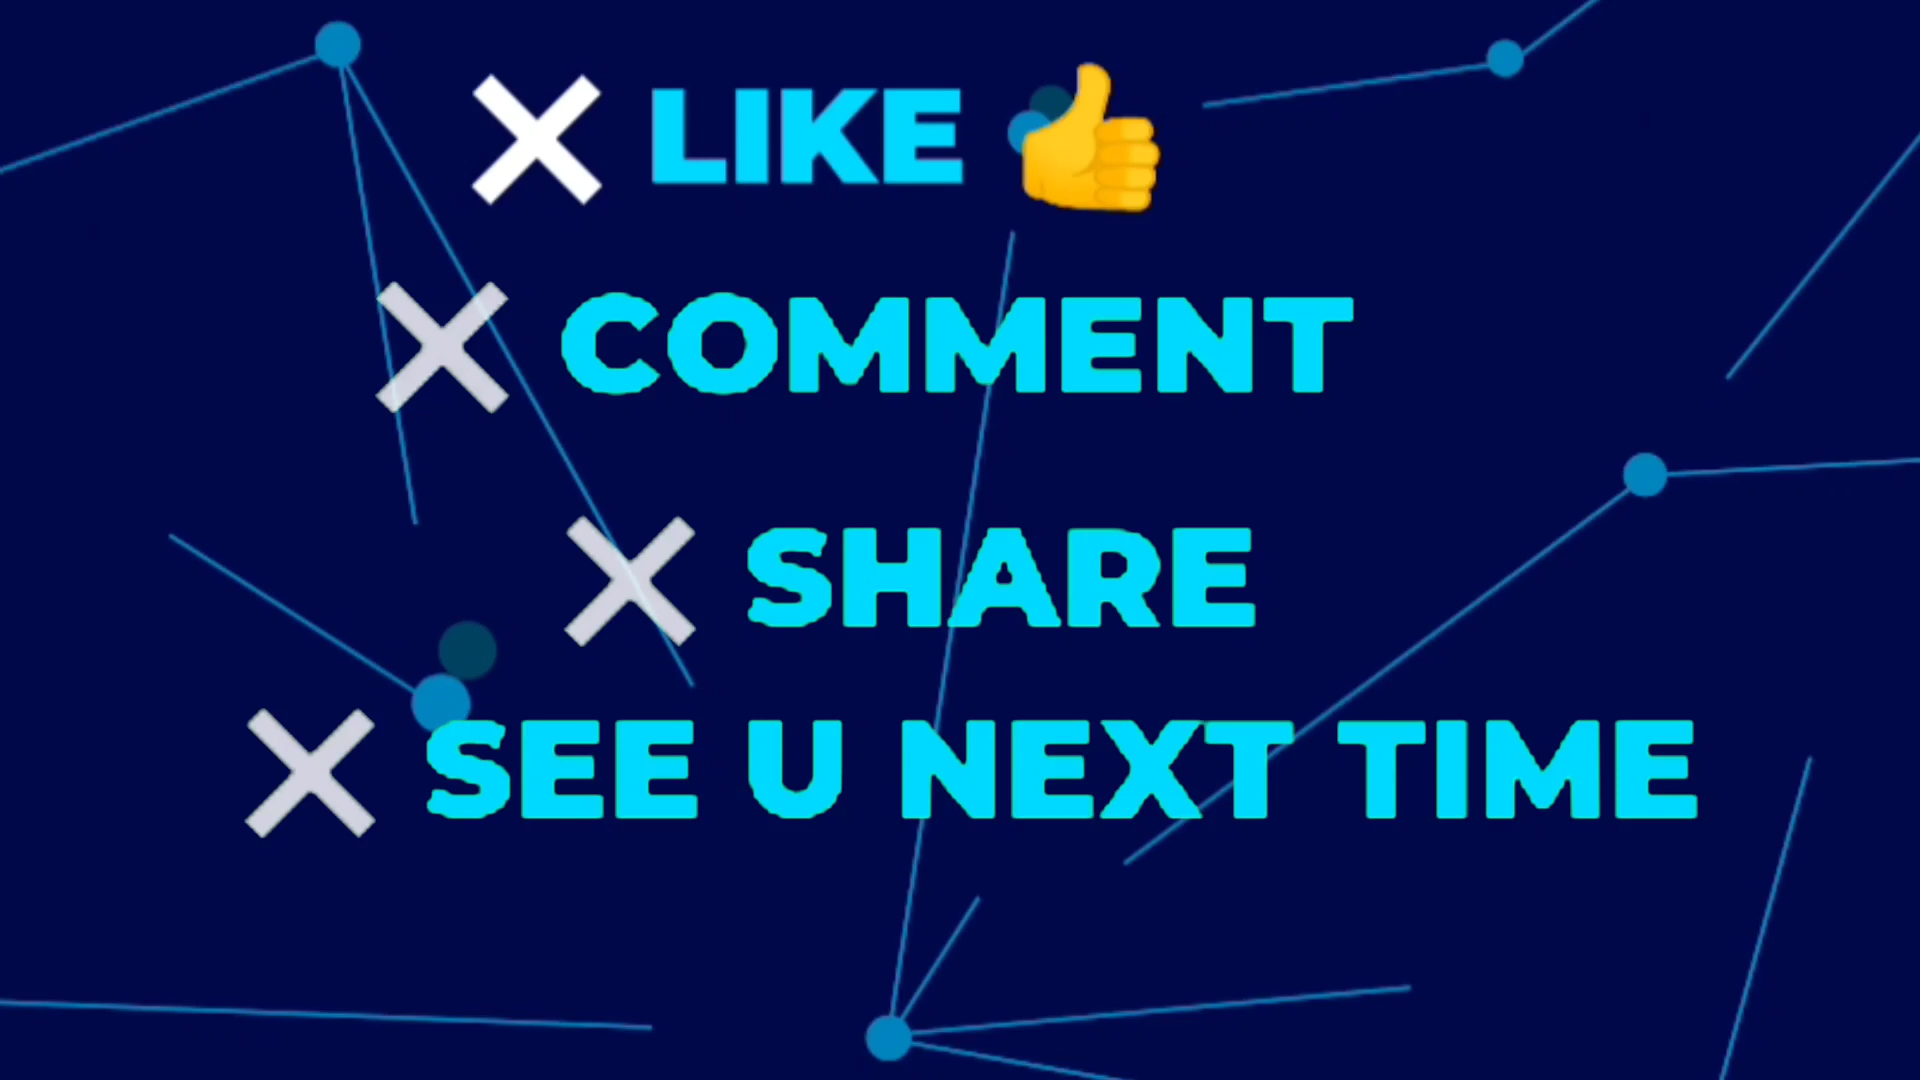 ❌ LIKE 👍
❌ COMMENT
❌ SHARE
❌ SEE U NEXT TIME